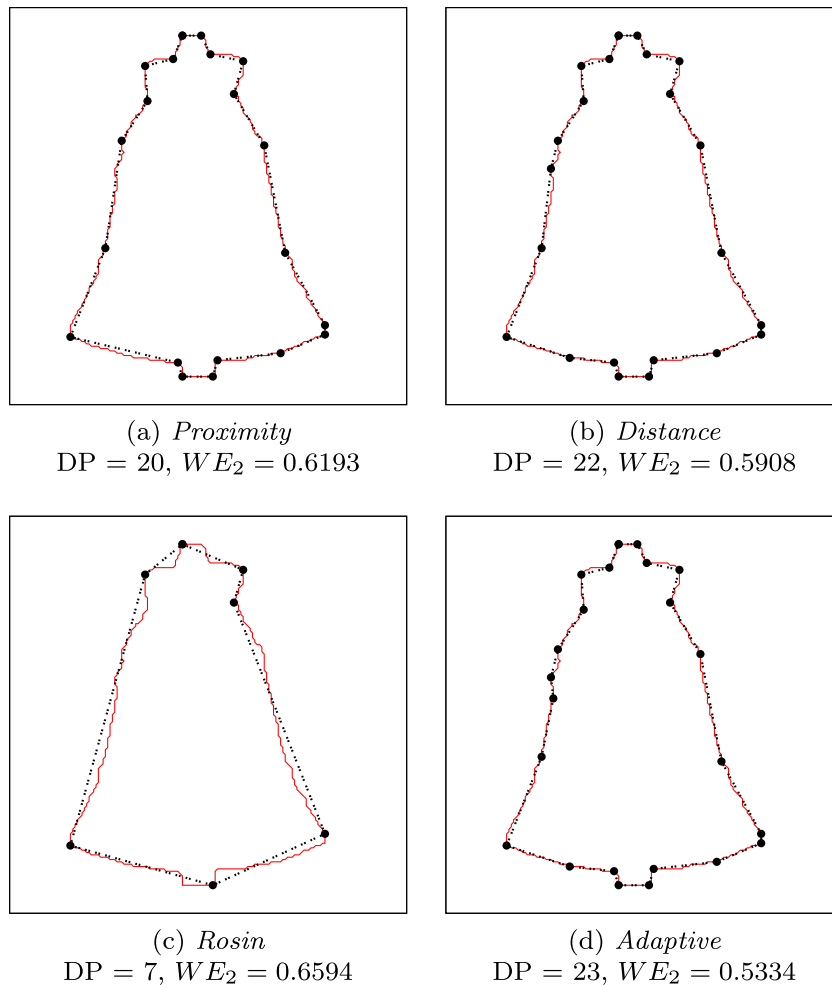 (a) Proximity
DP = 20, WE₂ = 0.6193
(b) Distance
DP = 22, WE₂ = 0.5908
(c) Rosin
DP = 7, WE₂ = 0.6594
(d) Adaptive
DP = 23, WE₂ = 0.5334